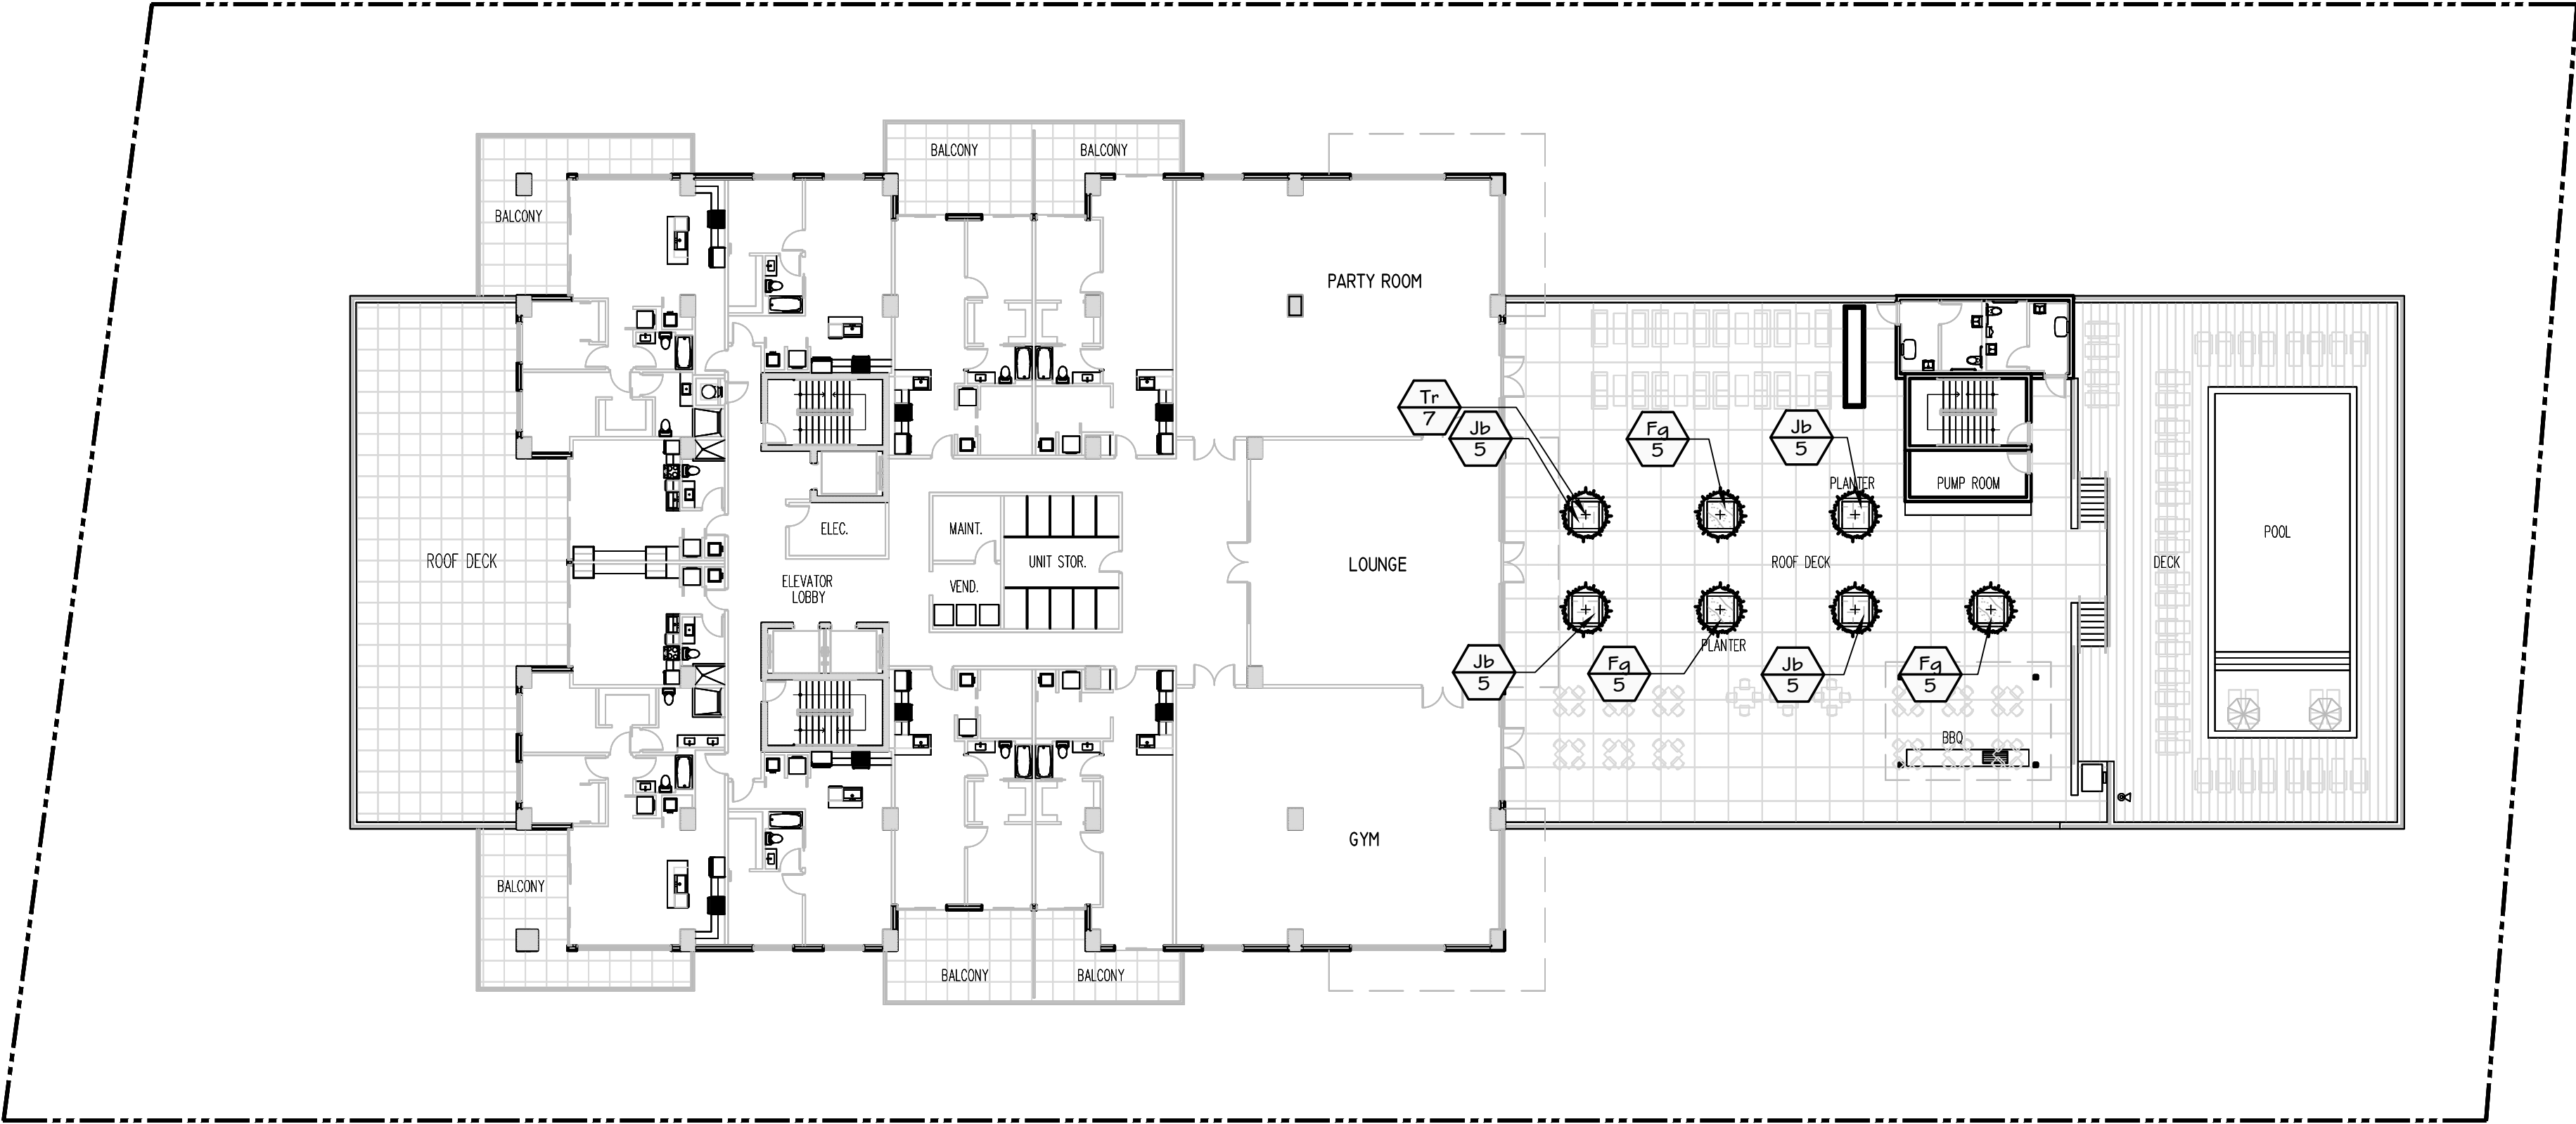 BALCONY
BALCONY
BALCONY
PARTY ROOM
Tr
7
Jb
5
Fg
5
Jb
5
PLANTER
PUMP ROOM
ELEC.
MAINT.
UNIT STOR.
POOL
ROOF DECK
LOUNGE
ROOF DECK
DECK
ELEVATOR
LOBBY
VEND.
PLANTER
Jb
5
Fg
5
Jb
5
Fg
5
BBQ
GYM
BALCONY
BALCONY
BALCONY